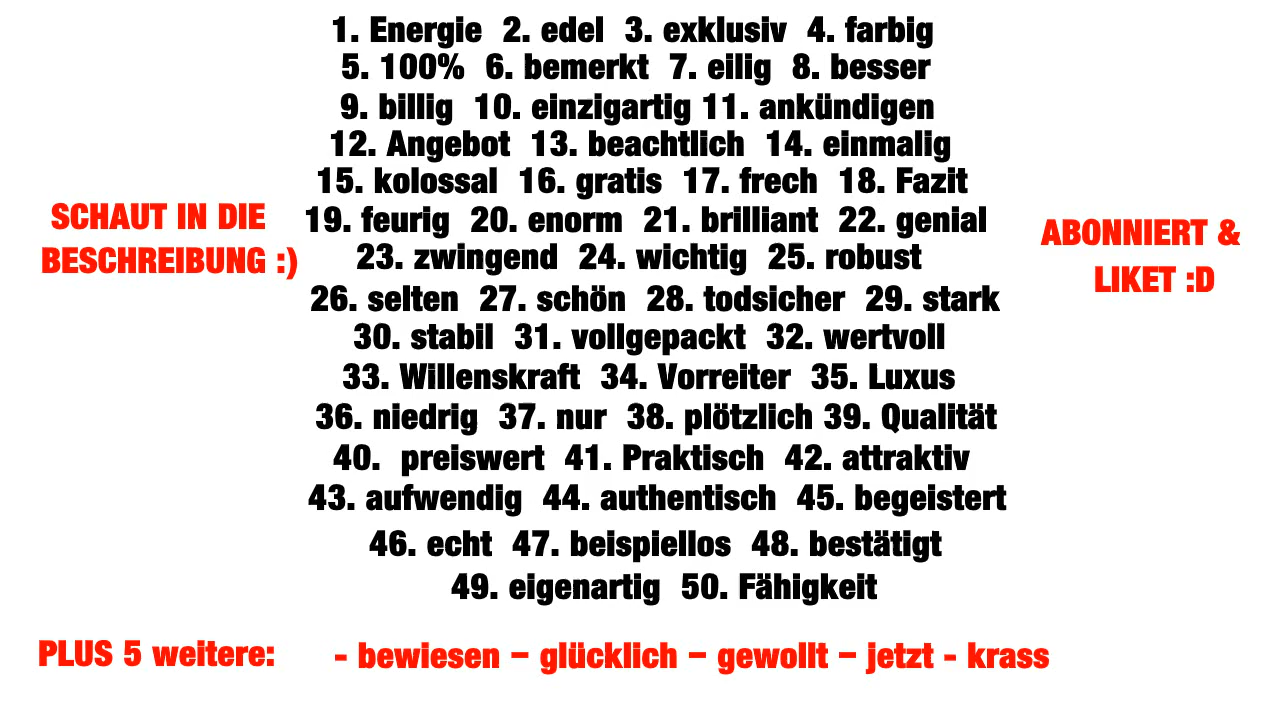 1. Energie 2. edel 3. exklusiv 4. farbig
5. 100% 6. bemerkt 7. eilig 8. besser
9. billig 10. einzigartig 11. ankündigen
12. Angebot 13. beachtlich 14. einmalig
15. kolossal 16. gratis 17. frech 18. Fazit
19. feurig 20. enorm 21. brilliant 22. genial
23. zwingend 24. wichtig 25. robust
26. selten 27. schön 28. todsicher 29. stark
30. stabil 31. vollgepackt 32. wertvoll
33. Willenskraft 34. Vorreiter 35. Luxus
36. niedrig 37. nur 38. plötzlich 39. Qualität
40. preiswert 41. Praktisch 42. attraktiv
43. aufwendig 44. authentisch 45. begeistert
46. echt 47. beispiellos 48. bestätigt
49. eigenartig 50. Fähigkeit
SCHAUT IN DIE
BESCHREIBUNG :)
ABONNIERT &
LIKET :D
PLUS 5 weitere: - bewiesen – glücklich – gewollt – jetzt - krass